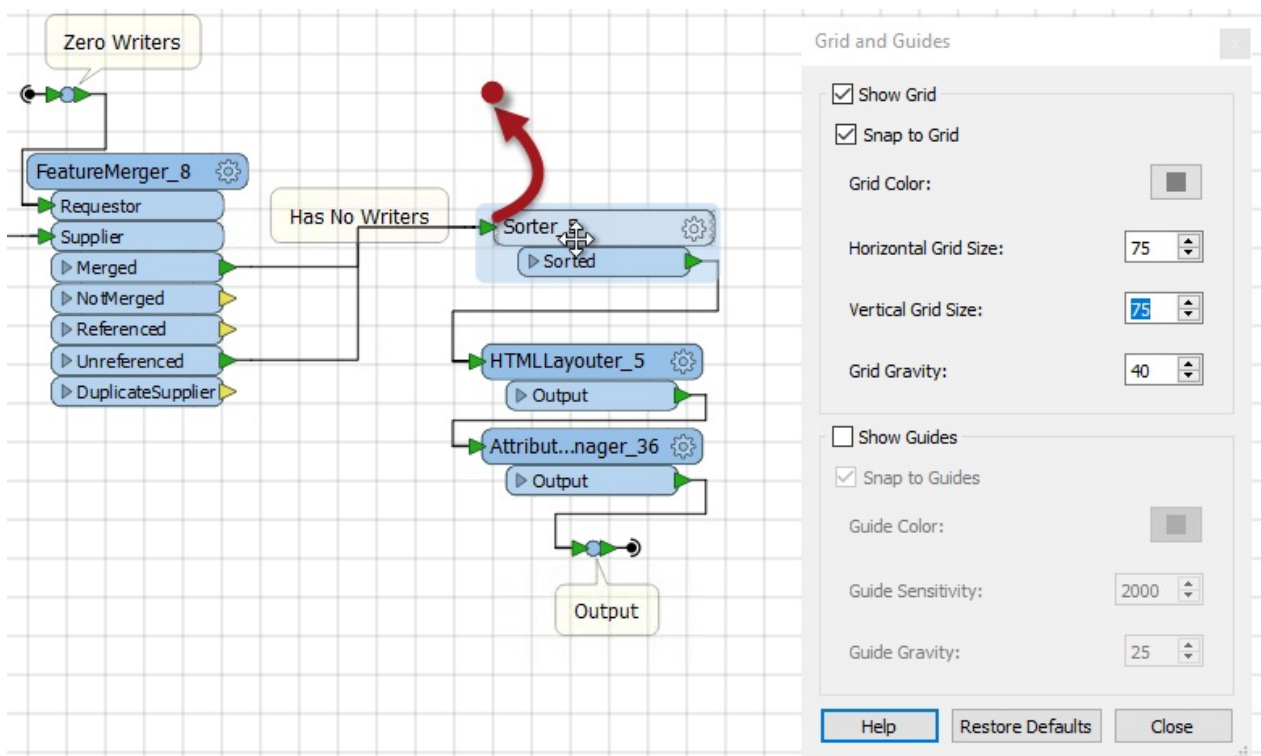 Zero Writers
FeatureMerger_8
Requestor
Supplier
Merged
NotMerged
Referenced
Unreferenced
DuplicateSupplier
Has No Writers
Sorter_
Sorted
HTMLLayouter_5
Output
Attribut...nager_36
Output
Output
Grid and Guides
Show Grid
Snap to Grid
Grid Color:
Horizontal Grid Size: 75
Vertical Grid Size: 75
Grid Gravity: 40
Show Guides
Snap to Guides
Guide Color:
Guide Sensitivity: 2000
Guide Gravity: 25
Help Restore Defaults Close